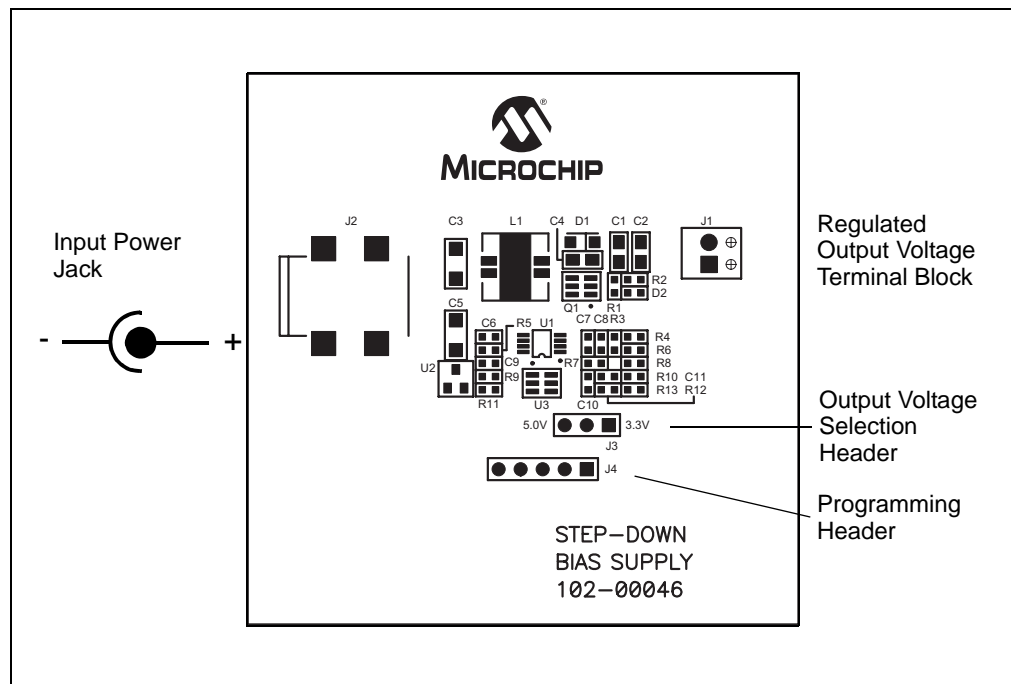 ®
MICROCHIP
Input Power
Jack
-
+
J2
C3
L1
C4
D1
C1
C2
J1
Regulated
Output Voltage
Terminal Block
R2
D2
Q1
R1
C5
C6
R5
U1
C7
C8
R3
R4
R6
U2
C9
R7
R8
R9
R10
C11
R11
U3
C10
R13
R12
5.0V
3.3V
J3
J4
Output Voltage
Selection
Header
Programming
Header
STEP-DOWN
BIAS SUPPLY
102-00046